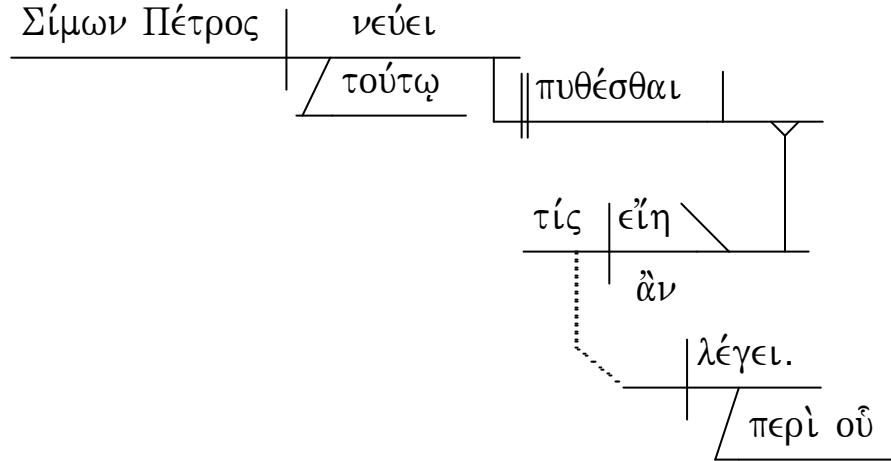 Σίμων Πέτρος νεύει
τούτῳ πυθέσθαι
τίς εἴη
ἂν
λέγει.
περὶ οὗ